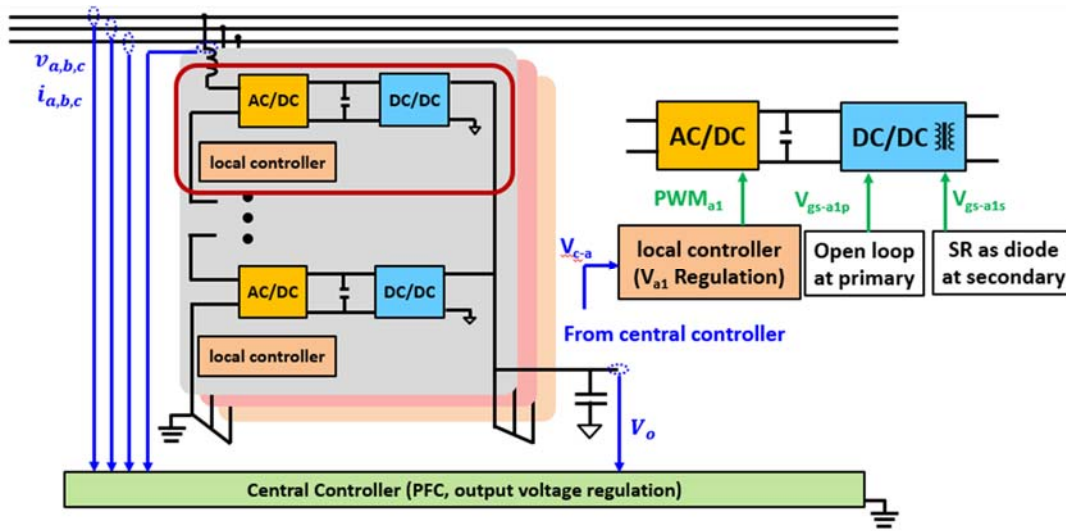 v_{a,b,c}
i_{a,b,c}
AC/DC
DC/DC
local controller
AC/DC
DC/DC
local controller
AC/DC
DC/DC
PWM_{a1}
V_{gs-a1p}
V_{gs-a1s}
V_{c-a}
local controller
(V_{a1} Regulation)
Open loop
at primary
SR as diode
at secondary
From central controller
V_o
Central Controller (PFC, output voltage regulation)